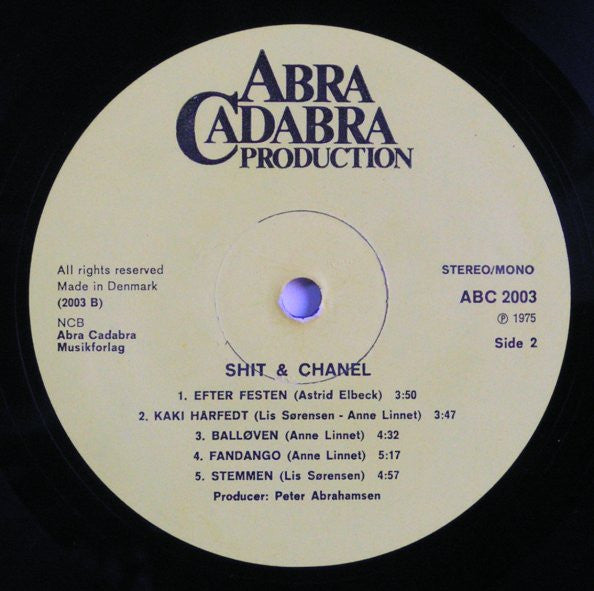 ABRA
CADABRA
PRODUCTION
All rights reserved
Made in Denmark
(2003 B)
NCB
Abra Cadabra
Musikforlag
STEREO/MONO
ABC 2003
Ⓟ 1975
Side 2
SHIT & CHANEL
1. EFTER FESTEN (Astrid Elbeck) 3:50
2. KAKI HARFEDT (Lis Sørensen - Anne Linnet) 3:47
3. BALLØVEN (Anne Linnet) 4:32
4. FANDANGO (Anne Linnet) 5:17
5. STEMMEN (Lis Sørensen) 4:57
Producer: Peter Abrahamsen